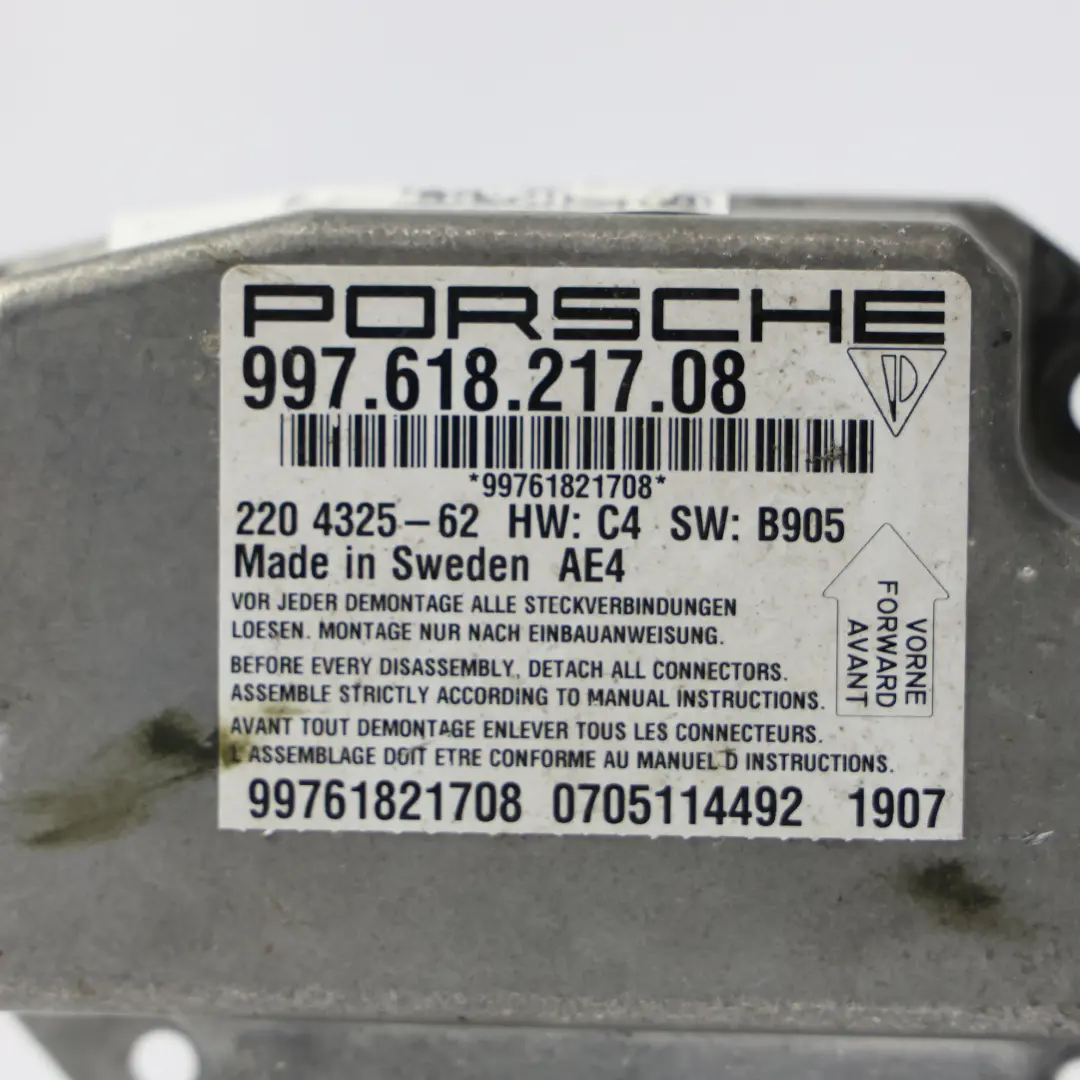 PORSCHE
997.618.217.08
*99761821708*
220 4325-62 HW: C4 SW: B905
Made in Sweden AE4
VOR JEDER DEMONTAGE ALLE STECKVERBINDUNGEN
LOESEN. MONTAGE NUR NACH EINBAUANWEISUNG.
BEFORE EVERY DISASSEMBLY, DETACH ALL CONNECTORS.
ASSEMBLE STRICTLY ACCORDING TO MANUAL INSTRUCTIONS.
AVANT TOUT DEMONTAGE ENLEVER TOUS LES CONNECTEURS.
L'ASSEMBLAGE DOIT ETRE CONFORME AU MANUEL D INSTRUCTIONS.
VORNE
FORWARD
AVANT
99761821708 0705114492 1907